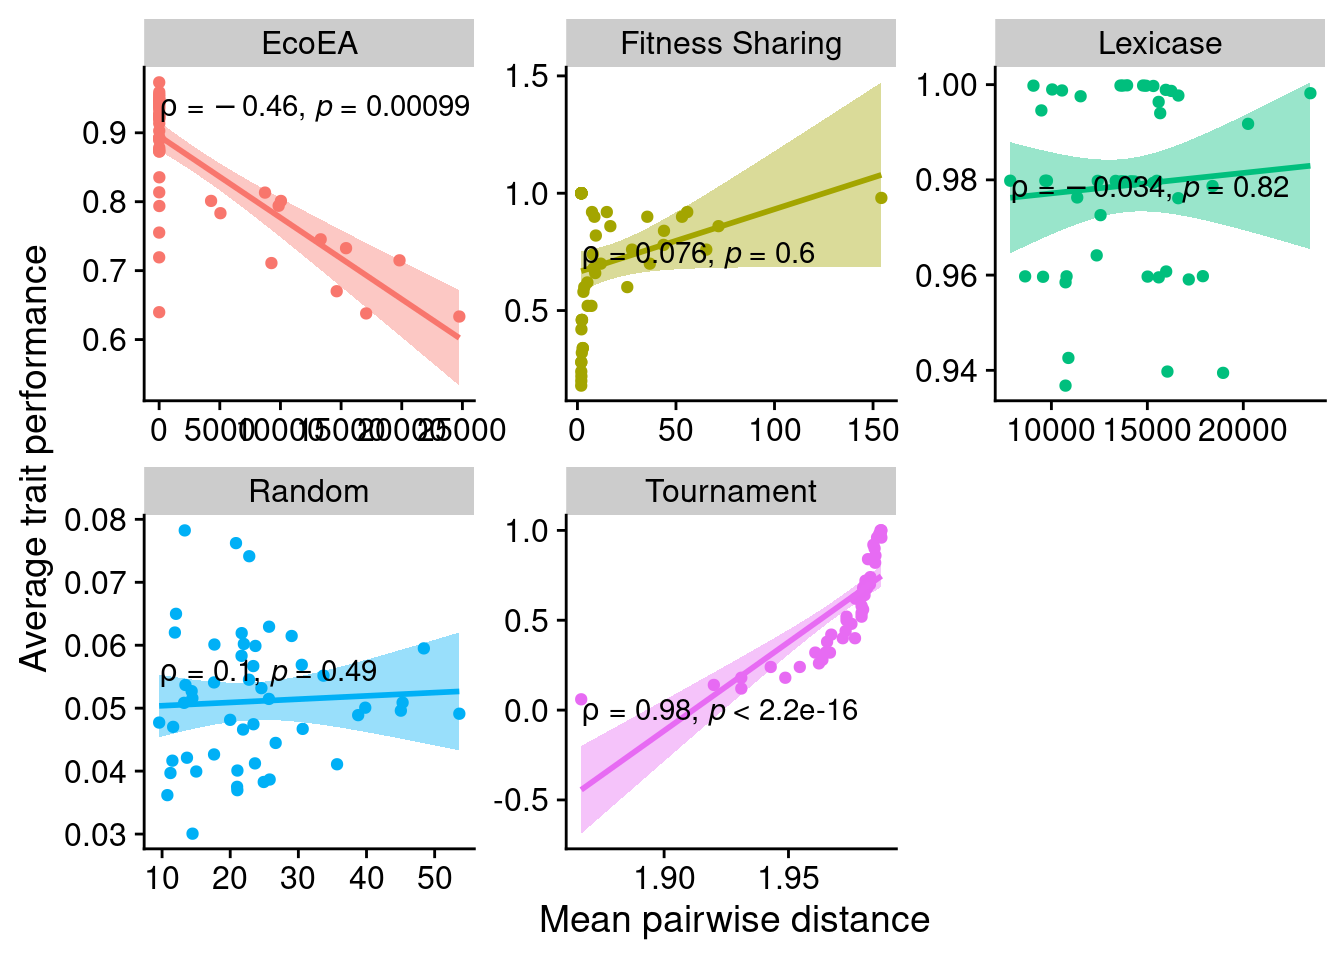 EcoEA
Fitness Sharing
Lexicase
ρ = −0.46, p = 0.00099
ρ = 0.076, p = 0.6
ρ = −0.034, p = 0.82
0.9
0.8
0.7
0.6
1.5
1.0
0.5
1.00
0.98
0.96
0.94
0 5000 10000 15000 20000 25000
0 50 100 150
10000 15000 20000
Average trait performance
Random
Tournament
ρ = 0.1, p = 0.49
ρ = 0.98, p < 2.2e-16
0.08
0.07
0.06
0.05
0.04
0.03
1.0
0.5
0.0
-0.5
10 20 30 40 50
1.90 1.95
Mean pairwise distance